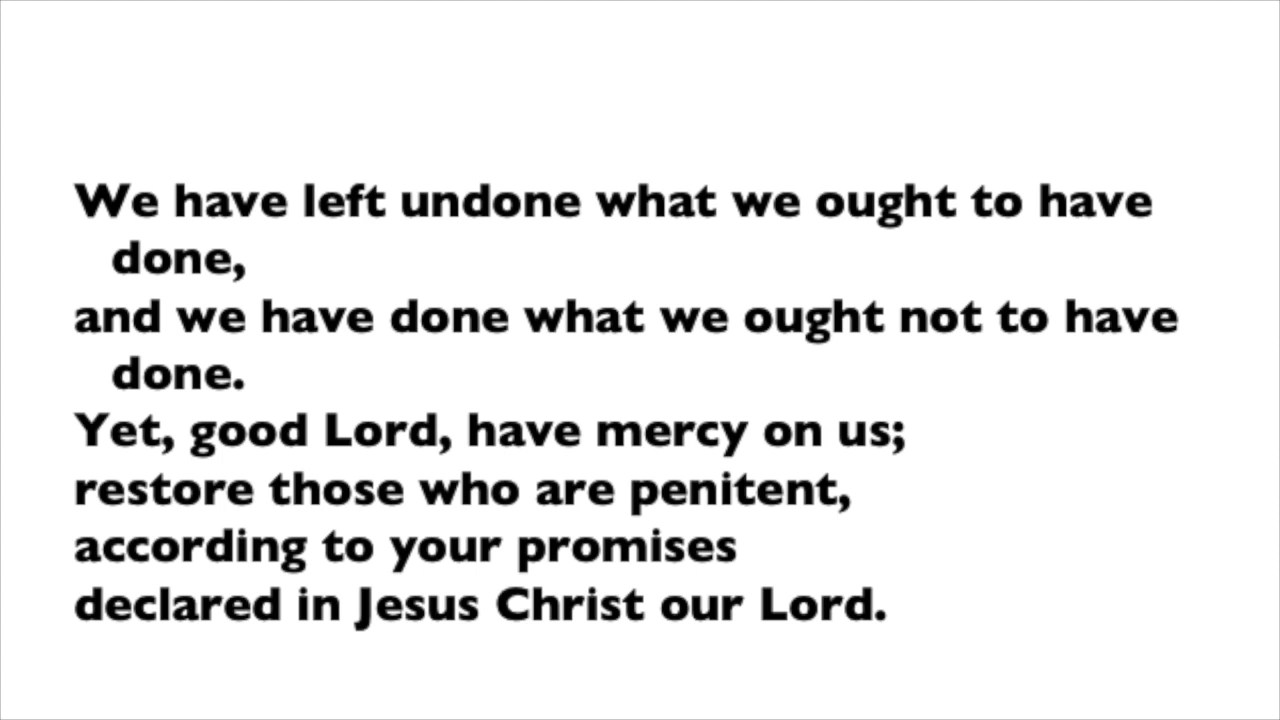 We have left undone what we ought to have
done,
and we have done what we ought not to have
done.
Yet, good Lord, have mercy on us;
restore those who are penitent,
according to your promises
declared in Jesus Christ our Lord.